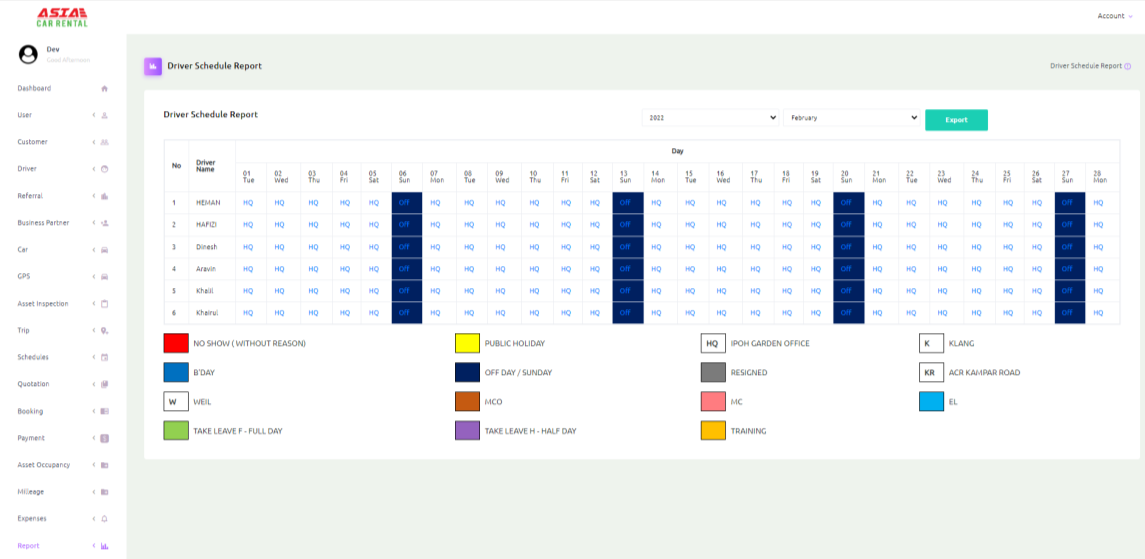 ASIA
CAR RENTAL
Account
Dev
Good Afternoon
Dashboard
User
Customer
Driver
Referral
Business Partner
Car
GPS
Asset Inspection
Trip
Schedules
Quotation
Booking
Payment
Asset Occupancy
Mileage
Expenses
Report
Driver Schedule Report
Driver Schedule Report
Driver Schedule Report
2022
February
Export
No Driver Name Day
01 Tue 02 Wed 03 Thu 04 Fri 05 Sat 06 Sun 07 Mon 08 Tue 09 Wed 10 Thu 11 Fri 12 Sat 13 Sun 14 Mon 15 Tue 16 Wed 17 Thu 18 Fri 19 Sat 20 Sun 21 Mon 22 Tue 23 Wed 24 Thu 25 Fri 26 Sat 27 Sun 28 Mon
1 HEMAN HQ HQ HQ HQ HQ Off HQ HQ HQ HQ HQ HQ Off HQ HQ HQ HQ HQ HQ Off HQ HQ HQ HQ HQ HQ Off HQ
2 HAFIZI HQ HQ HQ HQ HQ Off HQ HQ HQ HQ HQ HQ Off HQ HQ HQ HQ HQ HQ Off HQ HQ HQ HQ HQ HQ Off HQ
3 Dinesh HQ HQ HQ HQ HQ Off HQ HQ HQ HQ HQ HQ Off HQ HQ HQ HQ HQ HQ Off HQ HQ HQ HQ HQ HQ Off HQ
4 Aravin HQ HQ HQ HQ HQ Off HQ HQ HQ HQ HQ HQ Off HQ HQ HQ HQ HQ HQ Off HQ HQ HQ HQ HQ HQ Off HQ
5 Khalil HQ HQ HQ HQ HQ Off HQ HQ HQ HQ HQ HQ Off HQ HQ HQ HQ HQ HQ Off HQ HQ HQ HQ HQ HQ Off HQ
6 Khairul HQ HQ HQ HQ HQ Off HQ HQ HQ HQ HQ HQ Off HQ HQ HQ HQ HQ HQ Off HQ HQ HQ HQ HQ HQ Off HQ
NO SHOW ( WITHOUT REASON) PUBLIC HOLIDAY HQ IPOH GARDEN OFFICE K KLANG
B'DAY OFF DAY / SUNDAY RESIGNED KR ACR KAMPAR ROAD
W WEIL MCO MC EL
TAKE LEAVE F - FULL DAY TAKE LEAVE H - HALF DAY TRAINING